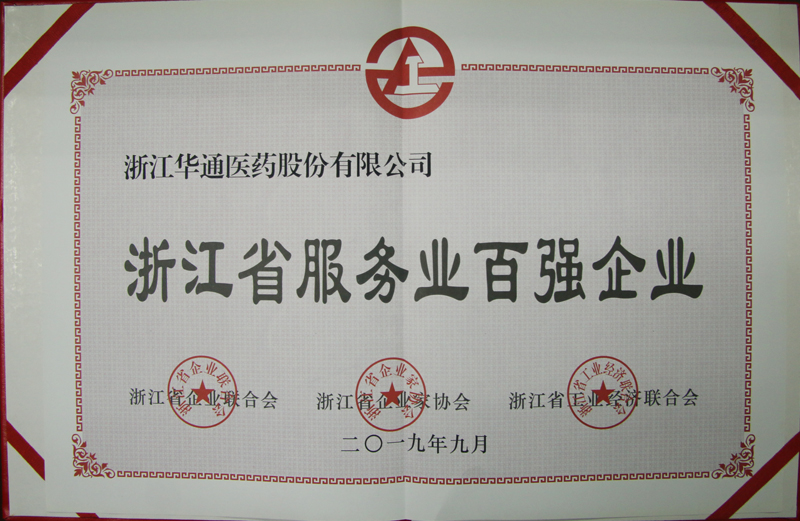 浙江华通医药股份有限公司
浙江省服务业百强企业
浙江省企业联合会 浙江省企业家协会 浙江省工业经济联合会
二〇一九年九月